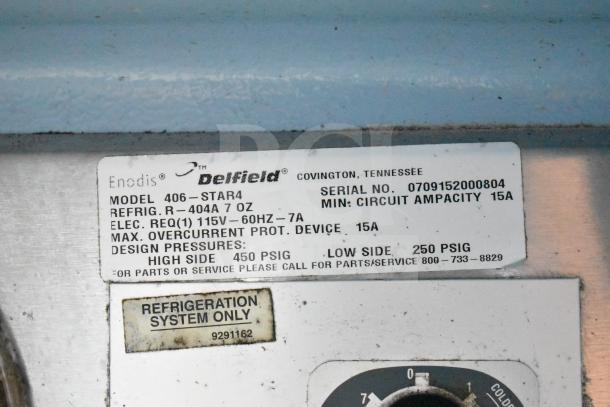 Enodis® ™ Delfield® COVINGTON, TENNESSEE
MODEL 406-STAR4 SERIAL NO. 0709152000804
REFRIG. R-404A 7 OZ MIN: CIRCUIT AMPACITY 15A
ELEC. REQ(1) 115V-60HZ-7A
MAX. OVERCURRENT PROT. DEVICE 15A
DESIGN PRESSURES:
HIGH SIDE 450 PSIG LOW SIDE 250 PSIG
FOR PARTS OR SERVICE PLEASE CALL FOR PARTS/SERVICE 800-733-8829
REFRIGERATION
SYSTEM ONLY
9291162
7 0 1